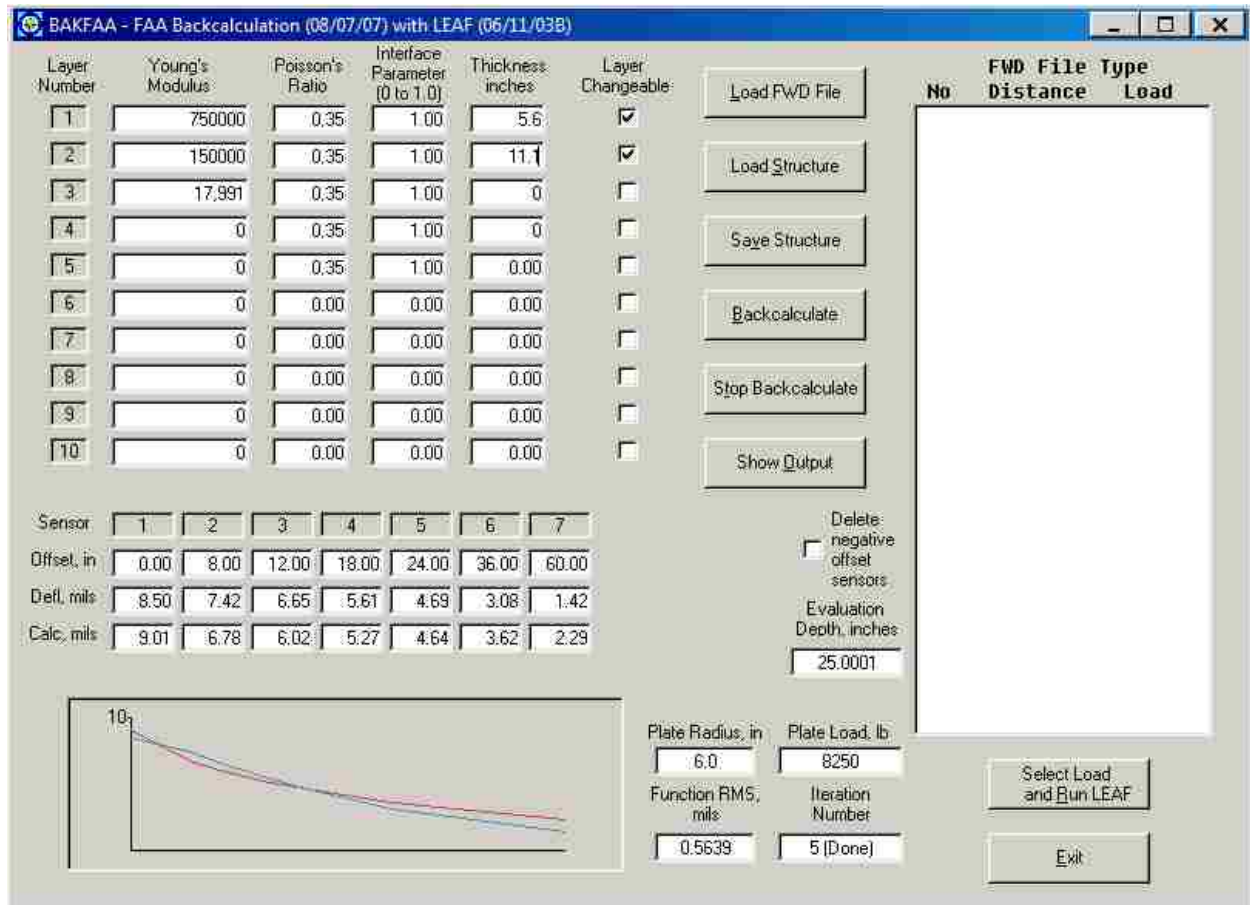 BAKFAA - FAA Backcalculation (08/07/07) with LEAF (06/11/03B)
Layer Number Young's Modulus Poisson's Ratio Interface Parameter (0 to 1.0) Thickness inches Layer Changeable
1 750000 0.35 1.00 5.6
2 150000 0.35 1.00 11.1
3 17,991 0.35 1.00 0
4 0 0.35 1.00 0
5 0 0.35 1.00 0.00
6 0 0.00 0.00 0.00
7 0 0.00 0.00 0.00
8 0 0.00 0.00 0.00
9 0 0.00 0.00 0.00
10 0 0.00 0.00 0.00
Load FWD File
Load Structure
Save Structure
Backcalculate
Stop Backcalculate
Show Output
FWD File Type
No Distance Load
Sensor 1 2 3 4 5 6 7
Offset, in 0.00 8.00 12.00 18.00 24.00 36.00 60.00
Defl, mils 8.50 7.42 6.65 5.61 4.69 3.08 1.42
Calc, mils 9.01 6.78 6.02 5.27 4.64 3.62 2.29
Delete negative offset sensors
Evaluation Depth, inches
25.0001
10
Plate Radius, in Plate Load, lb
6.0 8250
Function RMS, mils Iteration Number
0.5639 5 (Done)
Select Load and Run LEAF
Exit